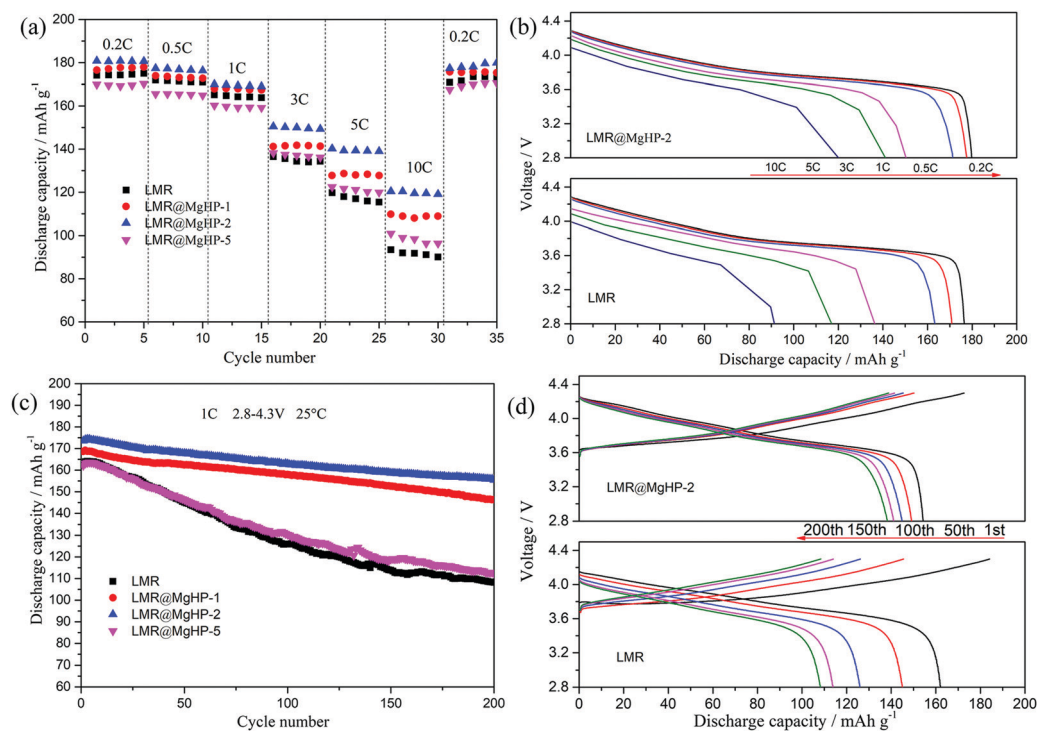 (a)
200
180
160
140
120
100
80
60
0.2C
0.5C
1C
3C
5C
10C
0.2C
LMR
LMR@MgHP-1
LMR@MgHP-2
LMR@MgHP-5
0 5 10 15 20 25 30 35
Cycle number
Discharge capacity / mAh g-1
(b)
4.4
4.0
3.6
3.2
2.8
LMR@MgHP-2
10C 5C 3C 1C 0.5C 0.2C
4.4
4.0
3.6
3.2
2.8
LMR
0 20 40 60 80 100 120 140 160 180 200
Discharge capacity / mAh g-1
Voltage / V
(c)
200
190
180
170
160
150
140
130
120
110
100
90
80
70
60
1C 2.8-4.3V 25°C
LMR
LMR@MgHP-1
LMR@MgHP-2
LMR@MgHP-5
0 50 100 150 200
Cycle number
Discharge capacity / mAh g-1
(d)
4.4
4.0
3.6
3.2
2.8
LMR@MgHP-2
200th 150th 100th 50th 1st
4.4
4.0
3.6
3.2
2.8
LMR
0 20 40 60 80 100 120 140 160 180 200
Discharge capacity / mAh g-1
Voltage / V